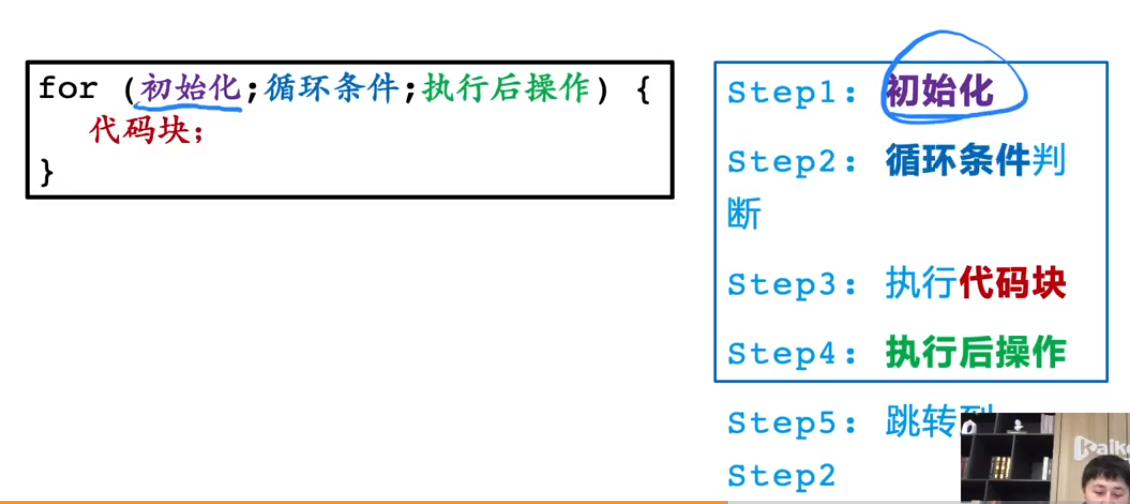 for (初始化;循环条件;执行后操作) {
代码块;
}
Step1: 初始化
Step2: 循环条件判
断
Step3: 执行代码块
Step4: 执行后操作
Step5: 跳转到
Step2